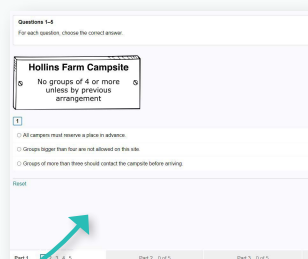 Questions 1–5
For each question, choose the correct answer.
Hollins Farm Campsite
No groups of 4 or more
unless by previous
arrangement
1
All campers must reserve a place in advance.
Groups bigger than four are not allowed on this site.
Groups of more than three should contact the campsite before arriving.
Reset
Part 1 3 4 5 Part 2 0 of 5 Part 3 0 of 5